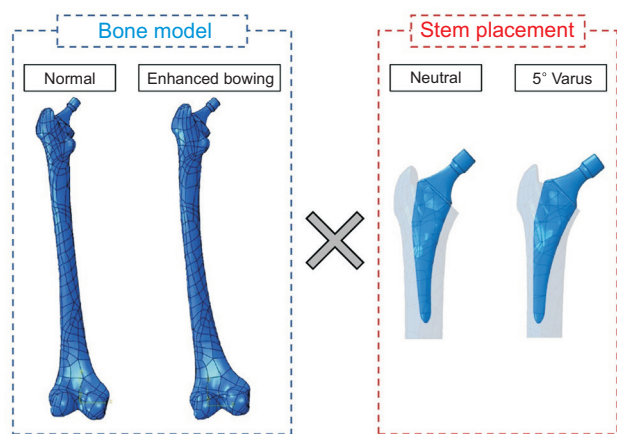 Bone model
Stem placement
Normal
Enhanced bowing
Neutral
5° Varus